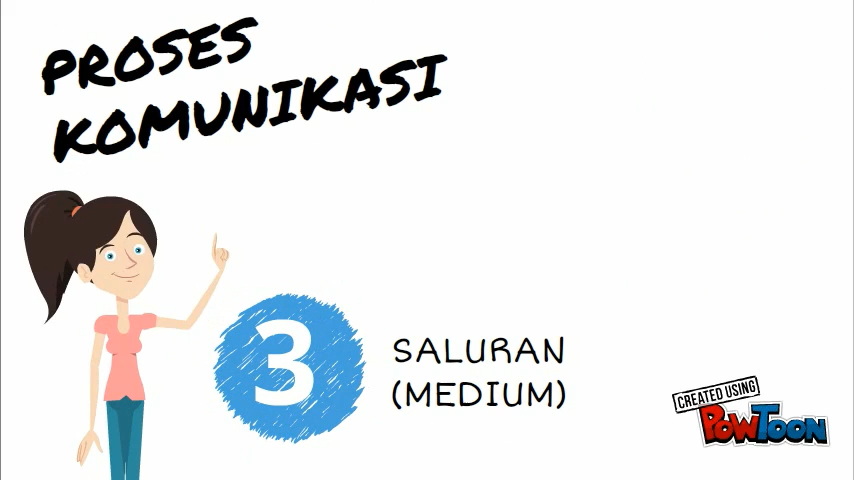 PROSES
KOMUNIKASI
3
SALURAN
(MEDIUM)
CREATED USING
POWTOON